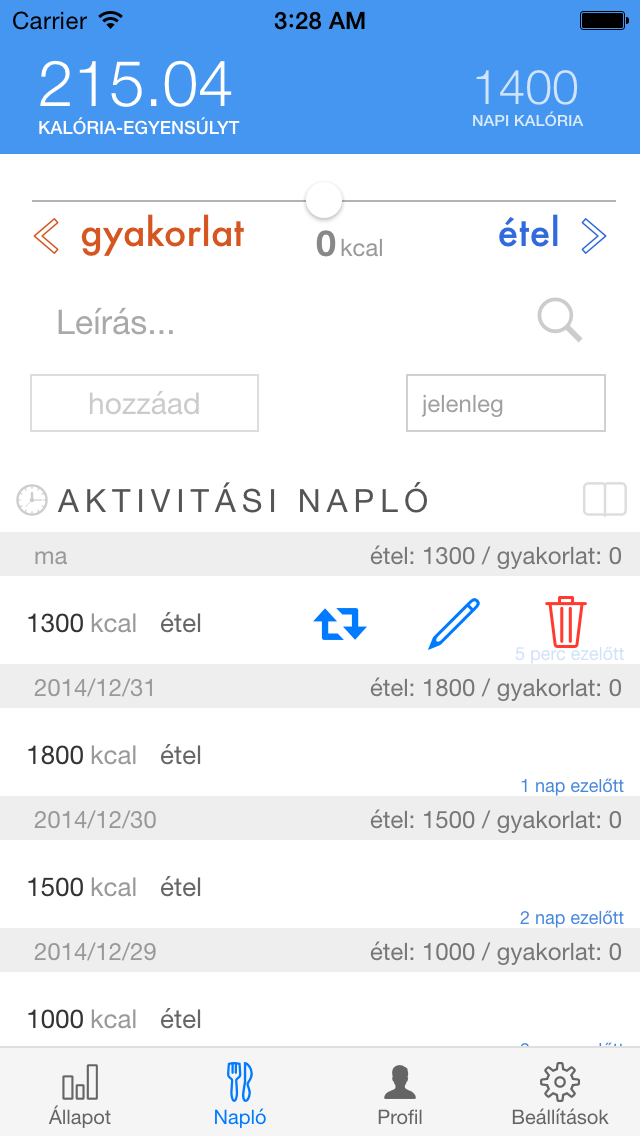 Carrier 3:28 AM
215.04 1400
KALÓRIA-EGYENSÚLYT NAPI KALÓRIA
gyakorlat 0 kcal étel
Leírás...
hozzáad jelenleg
AKTIVITÁSI NAPLÓ
ma étel: 1300 / gyakorlat: 0
1300 kcal étel
5 perc ezelőtt
2014/12/31 étel: 1800 / gyakorlat: 0
1800 kcal étel
1 nap ezelőtt
2014/12/30 étel: 1500 / gyakorlat: 0
1500 kcal étel
2 nap ezelőtt
2014/12/29 étel: 1000 / gyakorlat: 0
1000 kcal étel
Állapot Napló Profil Beállítások